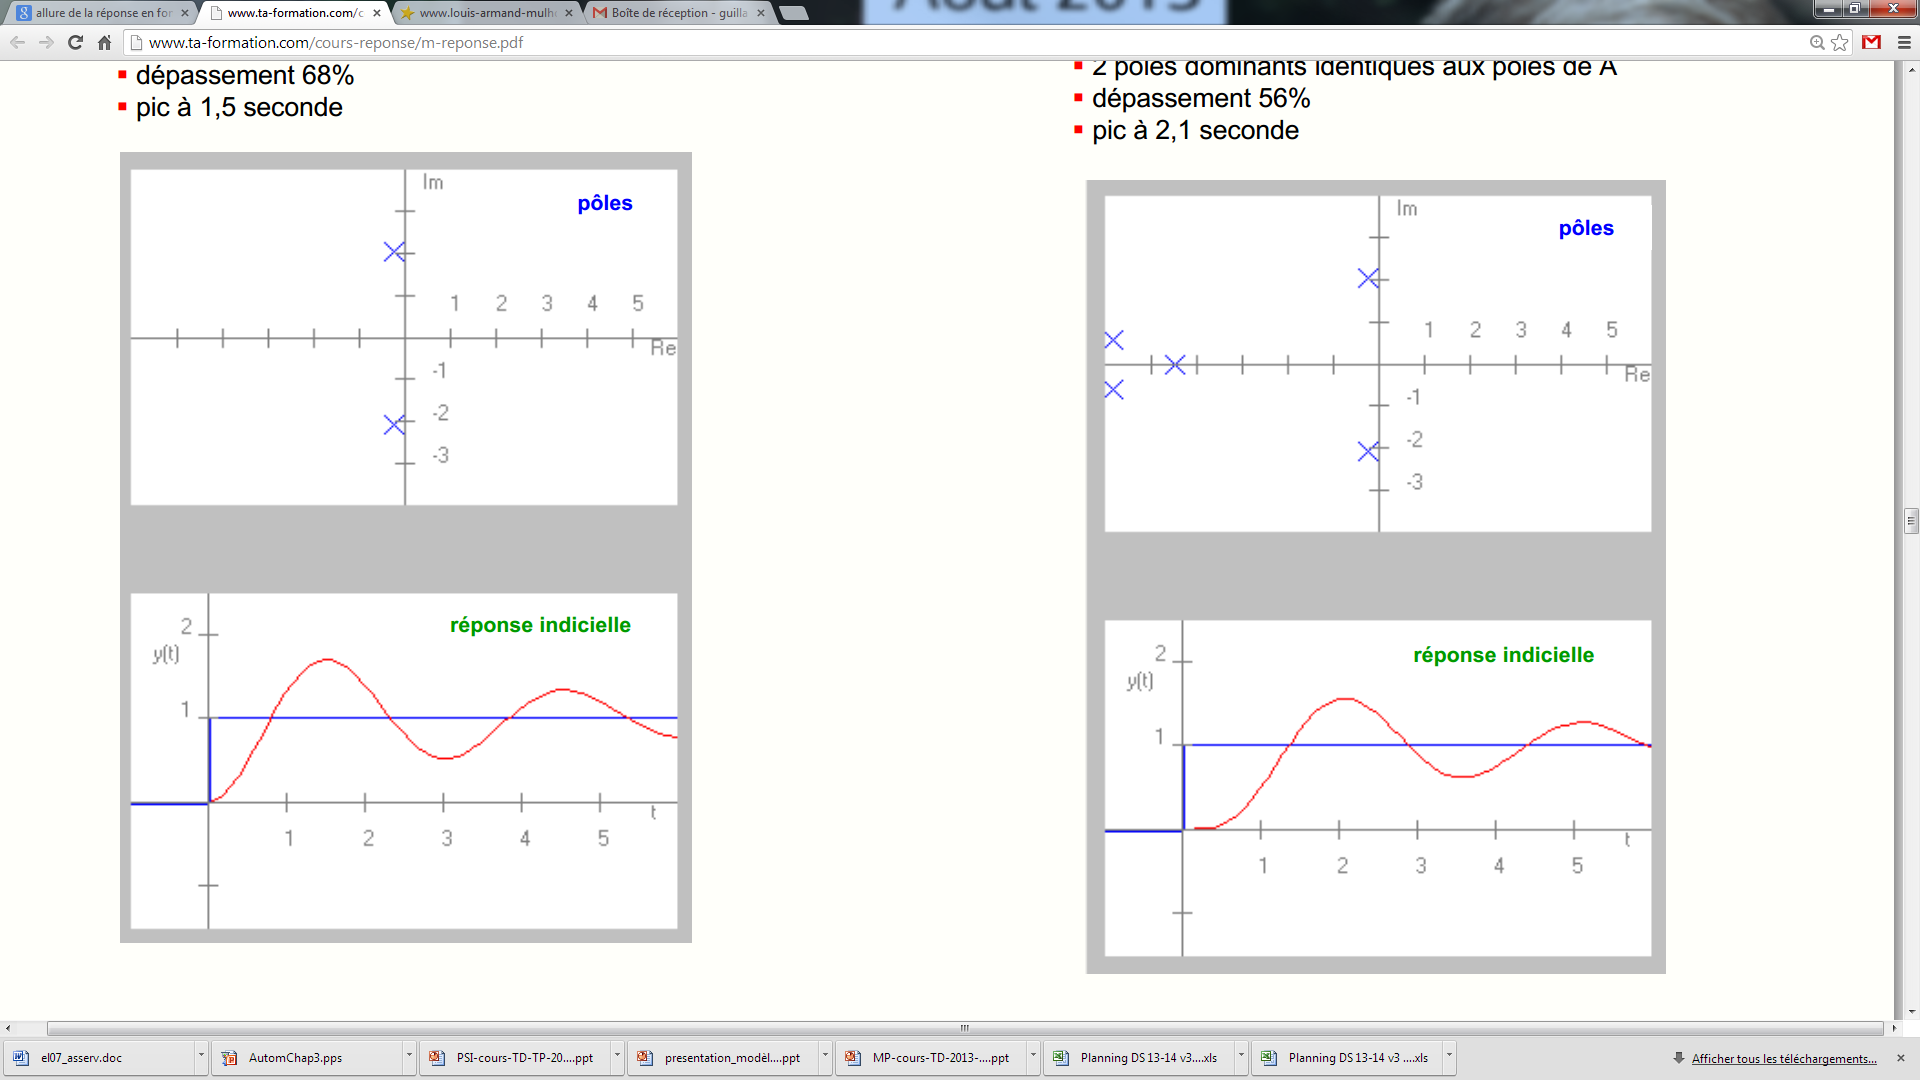 allure de la réponse en for
www.ta-formation.com/c
www.louis-armand-mulh
Boîte de réception - guilla
www.ta-formation.com/cours-reponse/m-reponse.pdf
Août 2013
dépassement 68%
pic à 1,5 seconde
2 pôles dominants identiques aux pôles de A
dépassement 56%
pic à 2,1 seconde
Im
pôles
1 2 3 4 5
Re
-1
-2
-3
réponse indicielle
2
y(t)
1
t
1 2 3 4 5
Im
pôles
1 2 3 4 5
Re
-1
-2
-3
réponse indicielle
2
y(t)
1
t
1 2 3 4 5
el07_asserv.doc
AutomChap3.pps
PSI-cours-TD-TP-20....ppt
presentation_modèl....ppt
MP-cours-TD-2013-....ppt
Planning DS 13-14 v3....xls
Planning DS 13-14 v3 ....xls
Afficher tous les téléchargements...